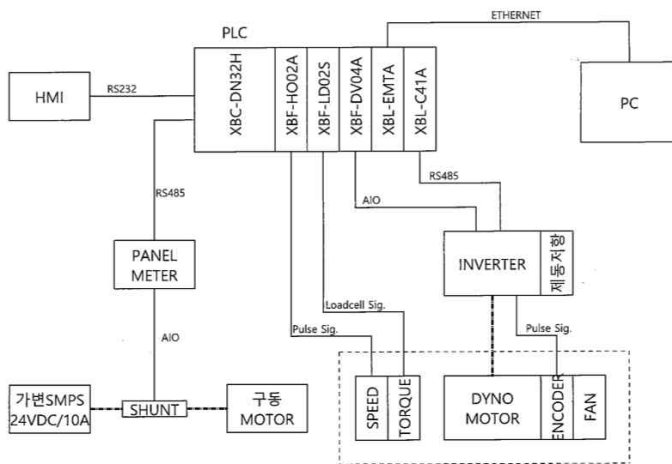 ETHERNET
PLC
HMI
RS232
XBC-DN32H
XBF-HO02A
XBF-LD02S
XBF-DV04A
XBL-EMTA
XBL-C41A
PC
RS485
RS485
AIO
PANEL
METER
INVERTER
제동저항
AIO
Loadcell Sig.
Pulse Sig.
Pulse Sig.
가변SMPS
24VDC/10A
SHUNT
구동
MOTOR
SPEED
TORQUE
DYNO
MOTOR
ENCODER
FAN